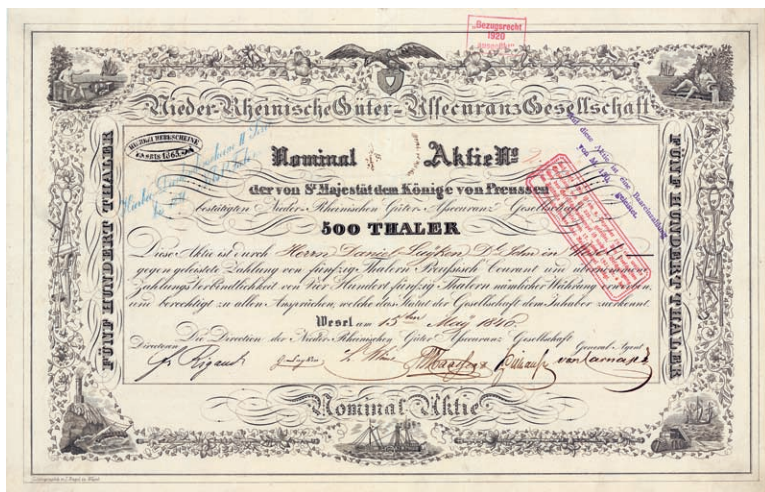 „Bezugsrecht
1920
Nieder-Rheinische Güter-Assecuranz Gesellschaft
Nominal Aktie No
der von Sr Majestät dem Könige von Preussen
bestätigten Nieder-Rheinischen Güter-Assecuranz Gesellschaft
500 THALER
Diese Aktie ist durch Herrn Daniel
gegen geleistete Zahlung von fünfzig Thalern Preussisch Courant und übernommene
Zahlungsverbindlichkeit von Vier Hundert fünfzig Thalern nämlicher Währung erworben,
und berechtigt zu allen Ansprüchen, welche das Statut der Gesellschaft dem Inhaber zuerkennt.
Wesel am 15ten May 1840.
Die Direction der Nieder-Rheinischen Güter-Assecuranz Gesellschaft
Directoren General-Agent
Nominal Aktie
FÜNF HUNDERT THALER
FÜNF HUNDERT THALER